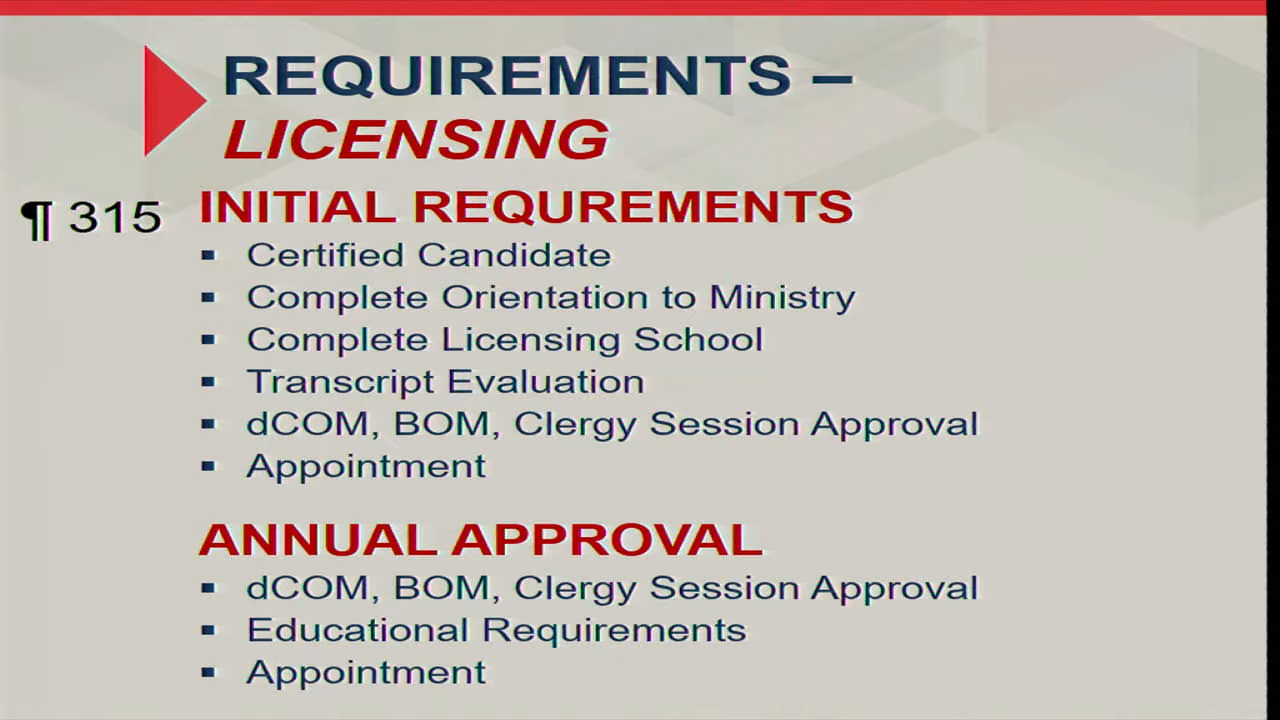 REQUIREMENTS –
LICENSING
¶ 315
INITIAL REQUREMENTS
▪ Certified Candidate
▪ Complete Orientation to Ministry
▪ Complete Licensing School
▪ Transcript Evaluation
▪ dCOM, BOM, Clergy Session Approval
▪ Appointment
ANNUAL APPROVAL
▪ dCOM, BOM, Clergy Session Approval
▪ Educational Requirements
▪ Appointment